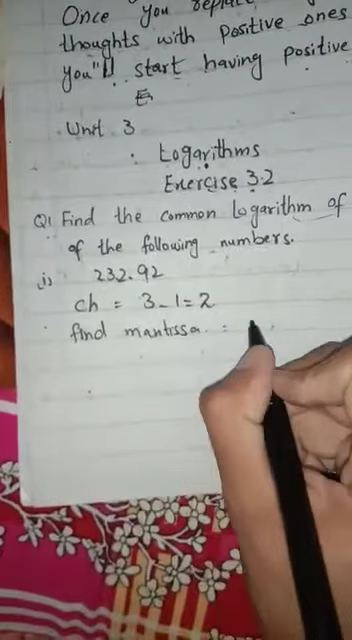 Once you replace
thoughts with positive ones
you"ll start having positive
E
Unit 3
Logarithms
Exercise 3.2
Q1 Find the common Logarithm of
of the following numbers.
(i) 232.92
ch = 3-1=2
find mantissa =